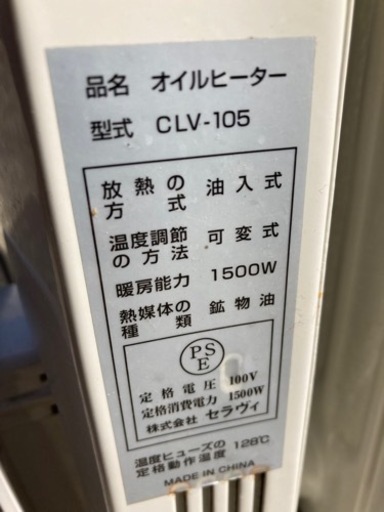 品名 オイルヒーター
型式 CLV-105
放熱の方式 油入式
温度調節の方法 可変式
暖房能力 1500W
熱媒体の種類 鉱物油
PSE
定格電圧 100V
定格消費電力 1500W
株式会社 セラヴィ
温度ヒューズの定格動作温度 128℃
MADE IN CHINA